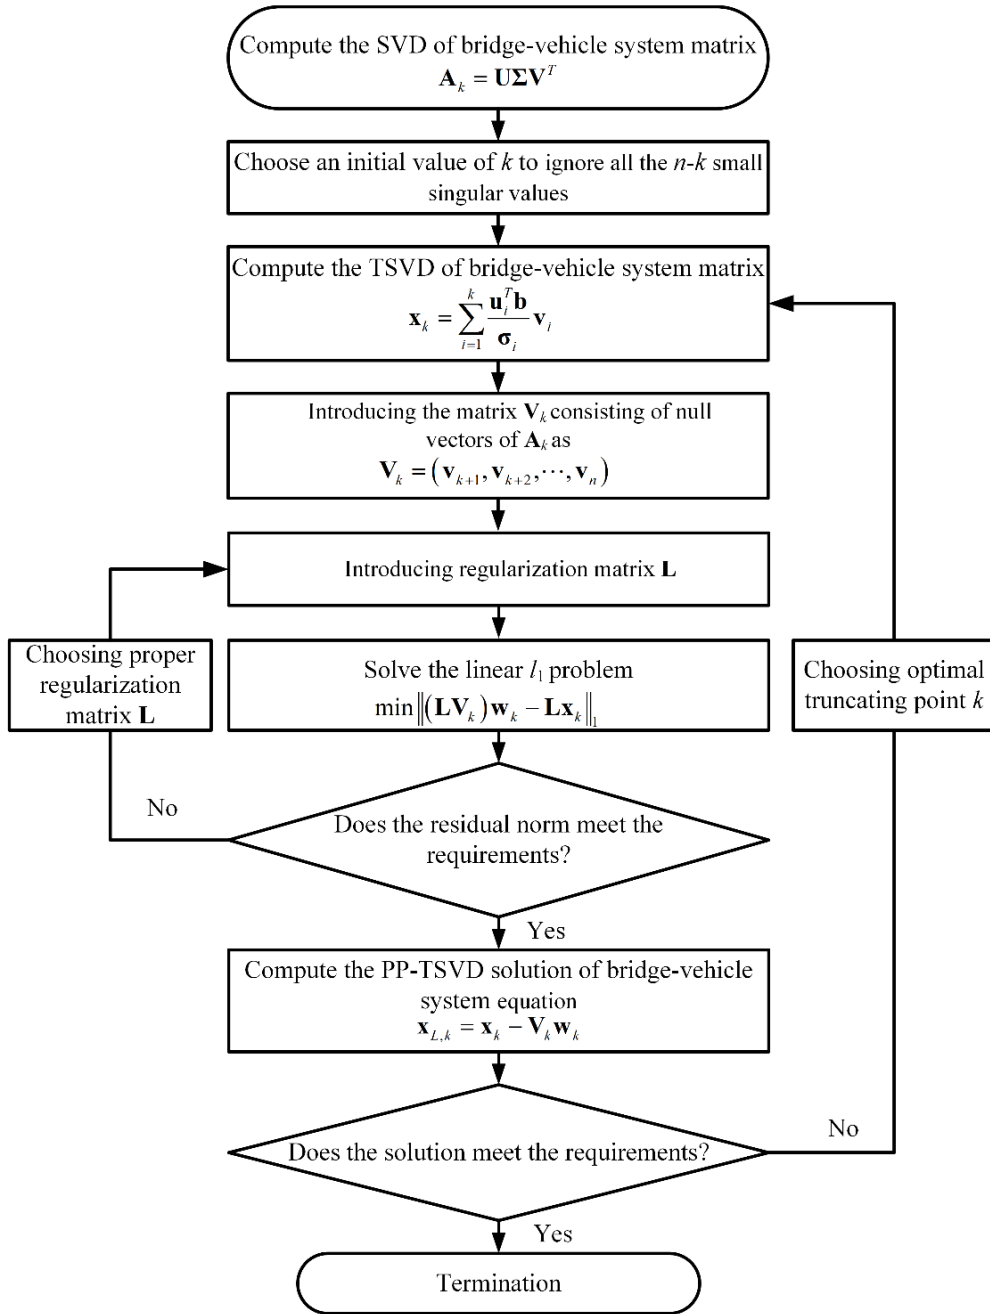 Compute the SVD of bridge-vehicle system matrix
A_k = UΣV^T
Choose an initial value of k to ignore all the n-k small
singular values
Compute the TSVD of bridge-vehicle system matrix
x_k = ∑_{i=1}^{k} (u_i^T b / σ_i) v_i
Introducing the matrix V_k consisting of null
vectors of A_k as
V_k = (v_{k+1}, v_{k+2}, ⋯, v_n)
Introducing regularization matrix L
Choosing proper
regularization
matrix L
Solve the linear l_1 problem
min‖(LV_k)w_k − Lx_k‖_1
Choosing optimal
truncating point k
No
Does the residual norm meet the
requirements?
Yes
Compute the PP-TSVD solution of bridge-vehicle
system equation
x_{L,k} = x_k − V_k w_k
No
Does the solution meet the requirements?
Yes
Termination